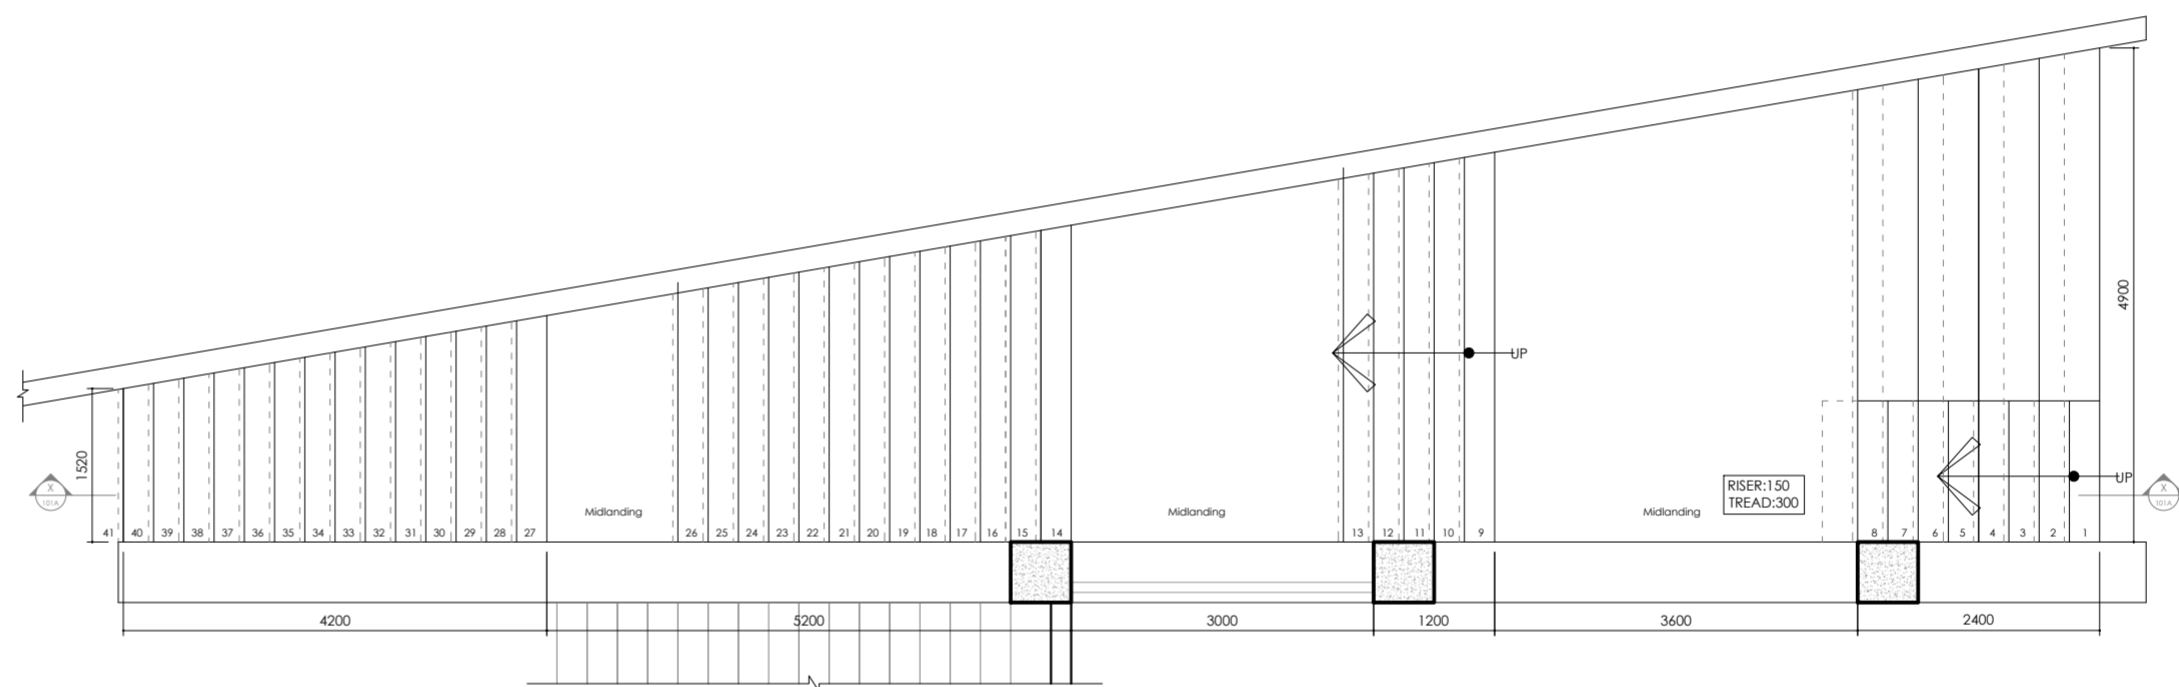 4900
UP
1520
UP
X
101A
X
101A
RISER:150
TREAD:300
Midlanding
Midlanding
Midlanding
41 40 39 38 37 36 35 34 33 32 31 30 29 28 27 26 25 24 23 22 21 20 19 18 17 16 15 14 13 12 11 10 9 8 7 6 5 4 3 2 1
4200 5200 3000 1200 3600 2400